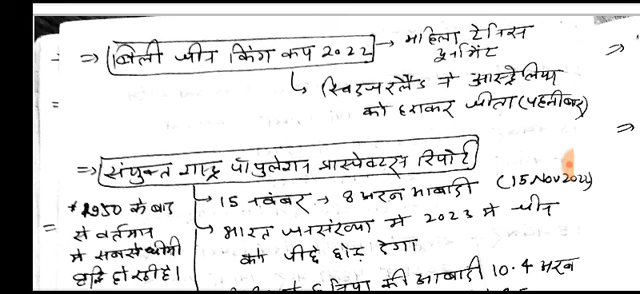 ⇒ बिली जीन किंग कप 2022 → महिला टेनिस
टूर्नामेंट
↳ स्विट्जरलैंड ने आस्ट्रेलिया
को हराकर जीता (पहलीबार)
⇒ संयुक्त राष्ट्र पॉपुलेशन प्रास्पेक्ट्स रिपोर्ट
→ 15 नवंबर → 8 अरब आबादी (15 Nov 2022)
→ भारत जनसंख्या में 2023 में चीन
को पीछे छोड़ देगा
* 1950 के बाद
से वर्तमान
में सबसे धीमी
वृद्धि हो रही है।
की आबादी 10.4 अरब